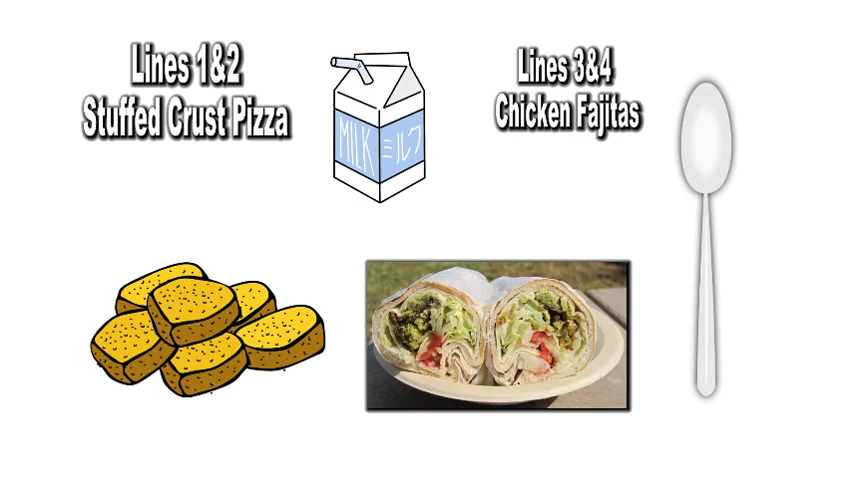 Lines 1&2
Stuffed Crust Pizza
MILK ミルク
Lines 3&4
Chicken Fajitas